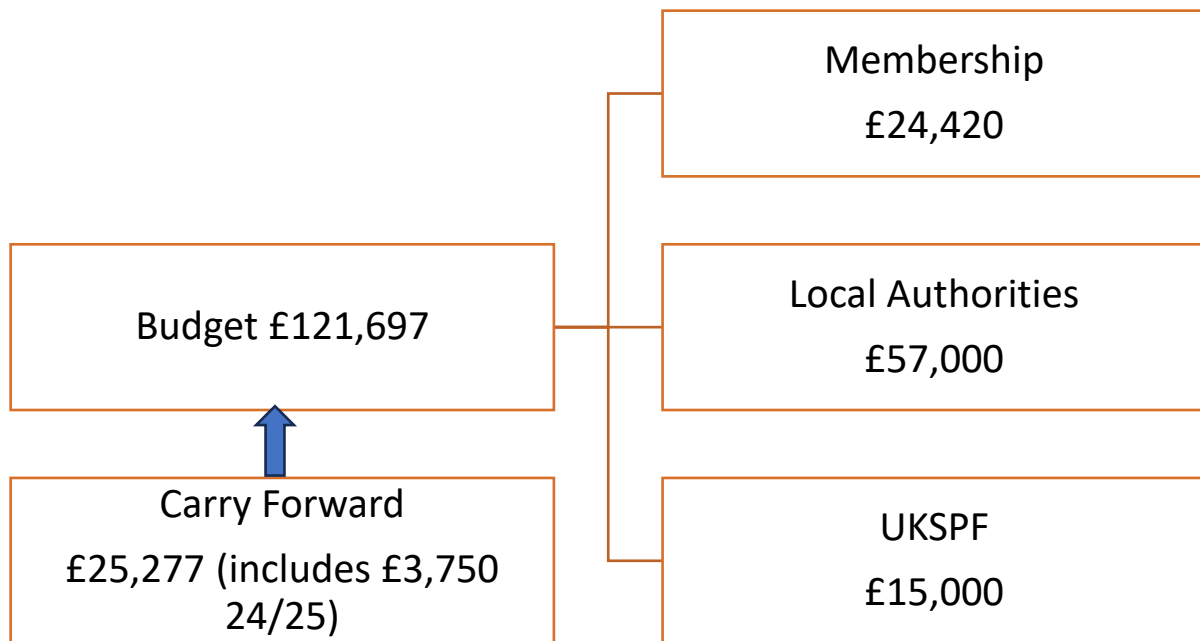 Membership
£24,420
Budget £121,697
Local Authorities
£57,000
Carry Forward
£25,277 (includes £3,750
24/25)
UKSPF
£15,000